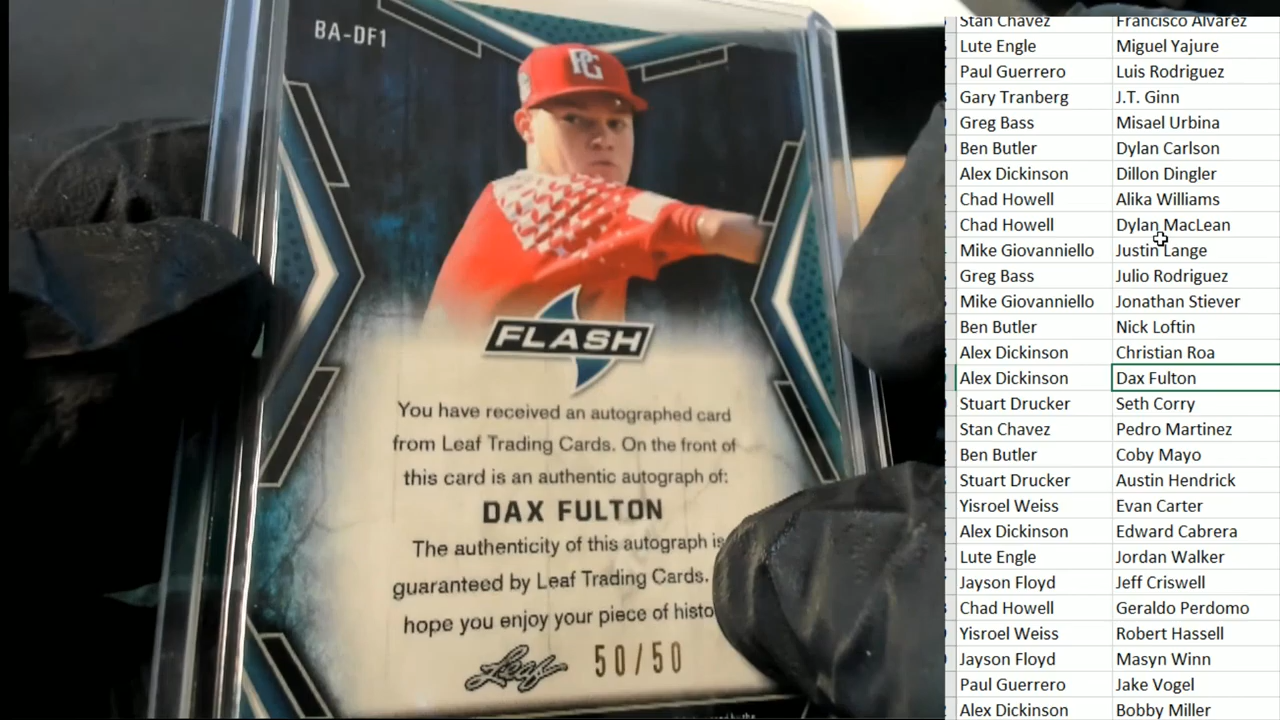 BA-DF1
PG
FLASH
You have received an autographed card
from Leaf Trading Cards. On the front of
this card is an authentic autograph of:
DAX FULTON
The authenticity of this autograph is
guaranteed by Leaf Trading Cards.
hope you enjoy your piece of histo
Leaf 50/50
Stan Chavez Francisco Alvarez
Lute Engle Miguel Yajure
Paul Guerrero Luis Rodriguez
Gary Tranberg J.T. Ginn
Greg Bass Misael Urbina
Ben Butler Dylan Carlson
Alex Dickinson Dillon Dingler
Chad Howell Alika Williams
Chad Howell Dylan MacLean
Mike Giovanniello Justin Lange
Greg Bass Julio Rodriguez
Mike Giovanniello Jonathan Stiever
Ben Butler Nick Loftin
Alex Dickinson Christian Roa
Alex Dickinson Dax Fulton
Stuart Drucker Seth Corry
Stan Chavez Pedro Martinez
Ben Butler Coby Mayo
Stuart Drucker Austin Hendrick
Yisroel Weiss Evan Carter
Alex Dickinson Edward Cabrera
Lute Engle Jordan Walker
Jayson Floyd Jeff Criswell
Chad Howell Geraldo Perdomo
Yisroel Weiss Robert Hassell
Jayson Floyd Masyn Winn
Paul Guerrero Jake Vogel
Alex Dickinson Bobby Miller